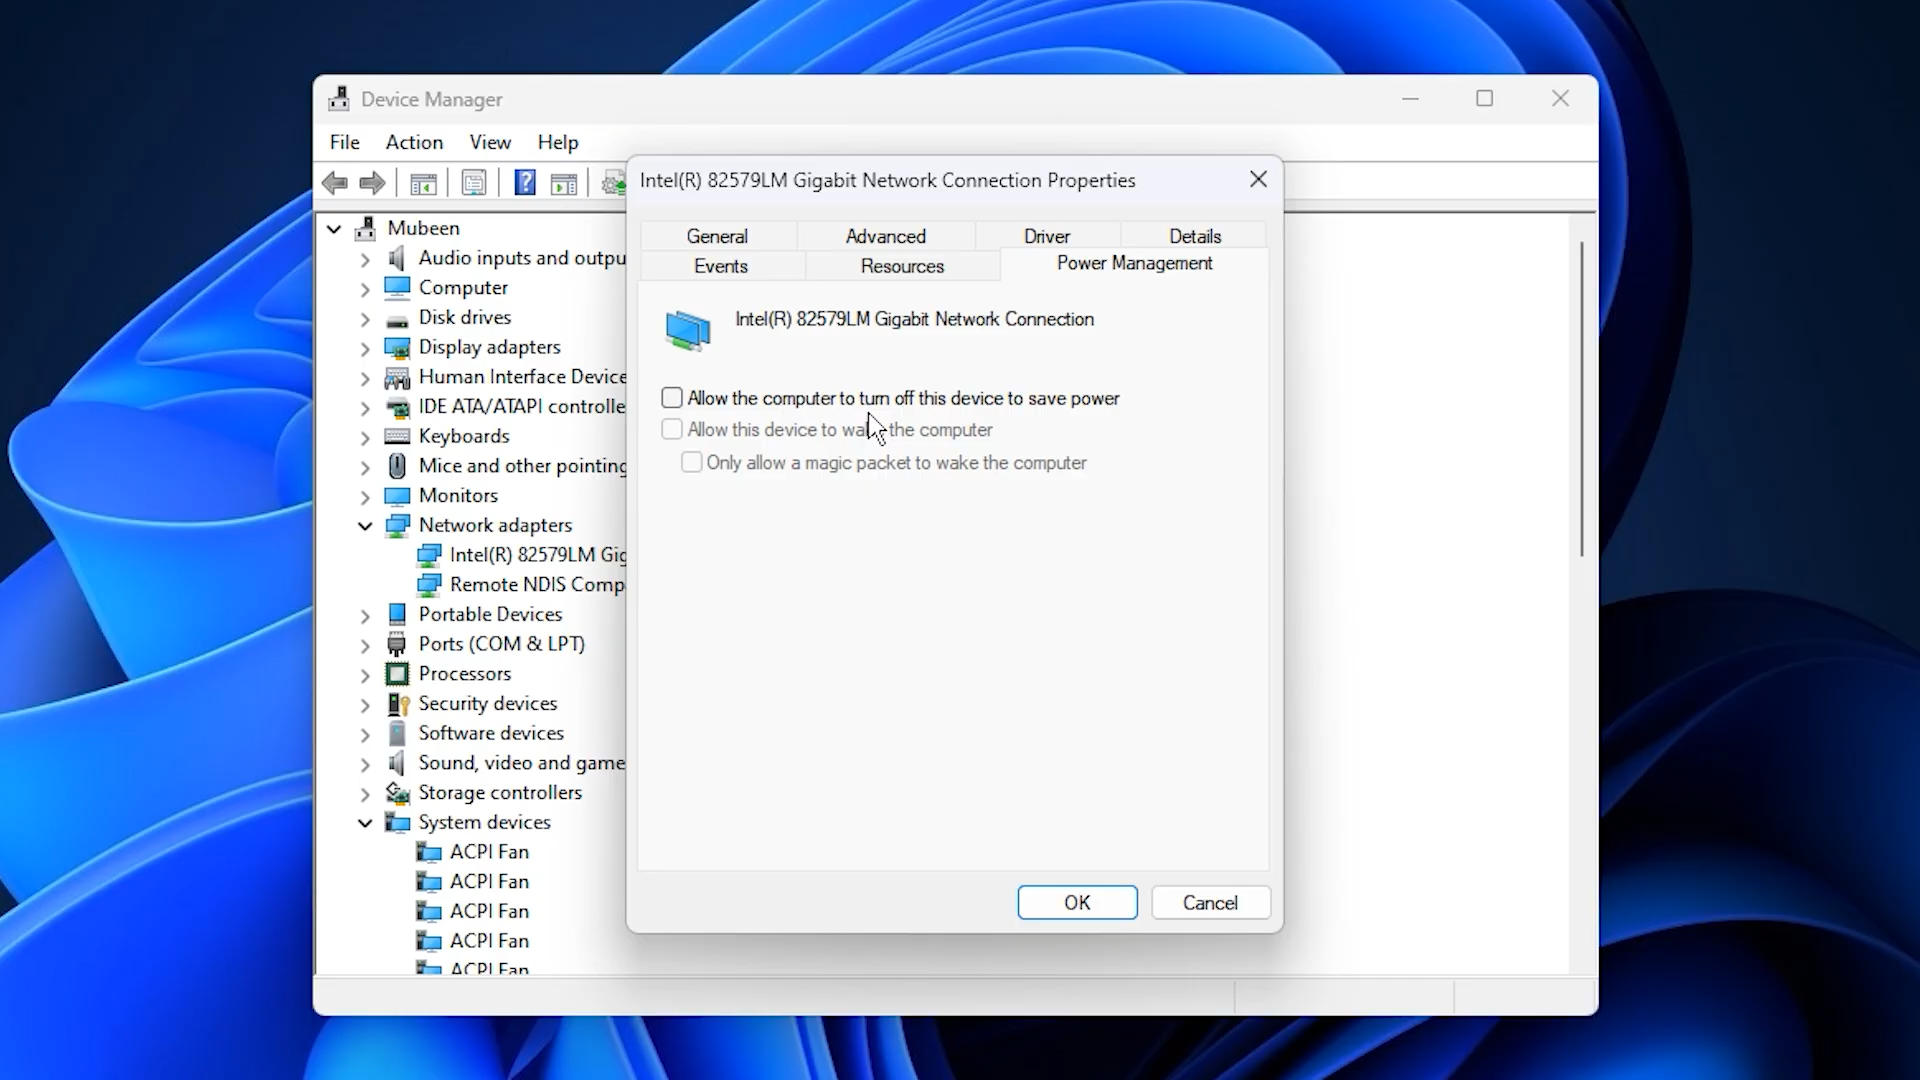 Device Manager
File Action View Help
Intel(R) 82579LM Gigabit Network Connection Properties
General Advanced Driver Details
Events Resources Power Management
Intel(R) 82579LM Gigabit Network Connection
Allow the computer to turn off this device to save power
Allow this device to wake the computer
Only allow a magic packet to wake the computer
OK Cancel
Mubeen
Audio inputs and outpu
Computer
Disk drives
Display adapters
Human Interface Device
IDE ATA/ATAPI controlle
Keyboards
Mice and other pointing
Monitors
Network adapters
Intel(R) 82579LM Gig
Remote NDIS Comp
Portable Devices
Ports (COM & LPT)
Processors
Security devices
Software devices
Sound, video and game
Storage controllers
System devices
ACPI Fan
ACPI Fan
ACPI Fan
ACPI Fan
ACPI Fan